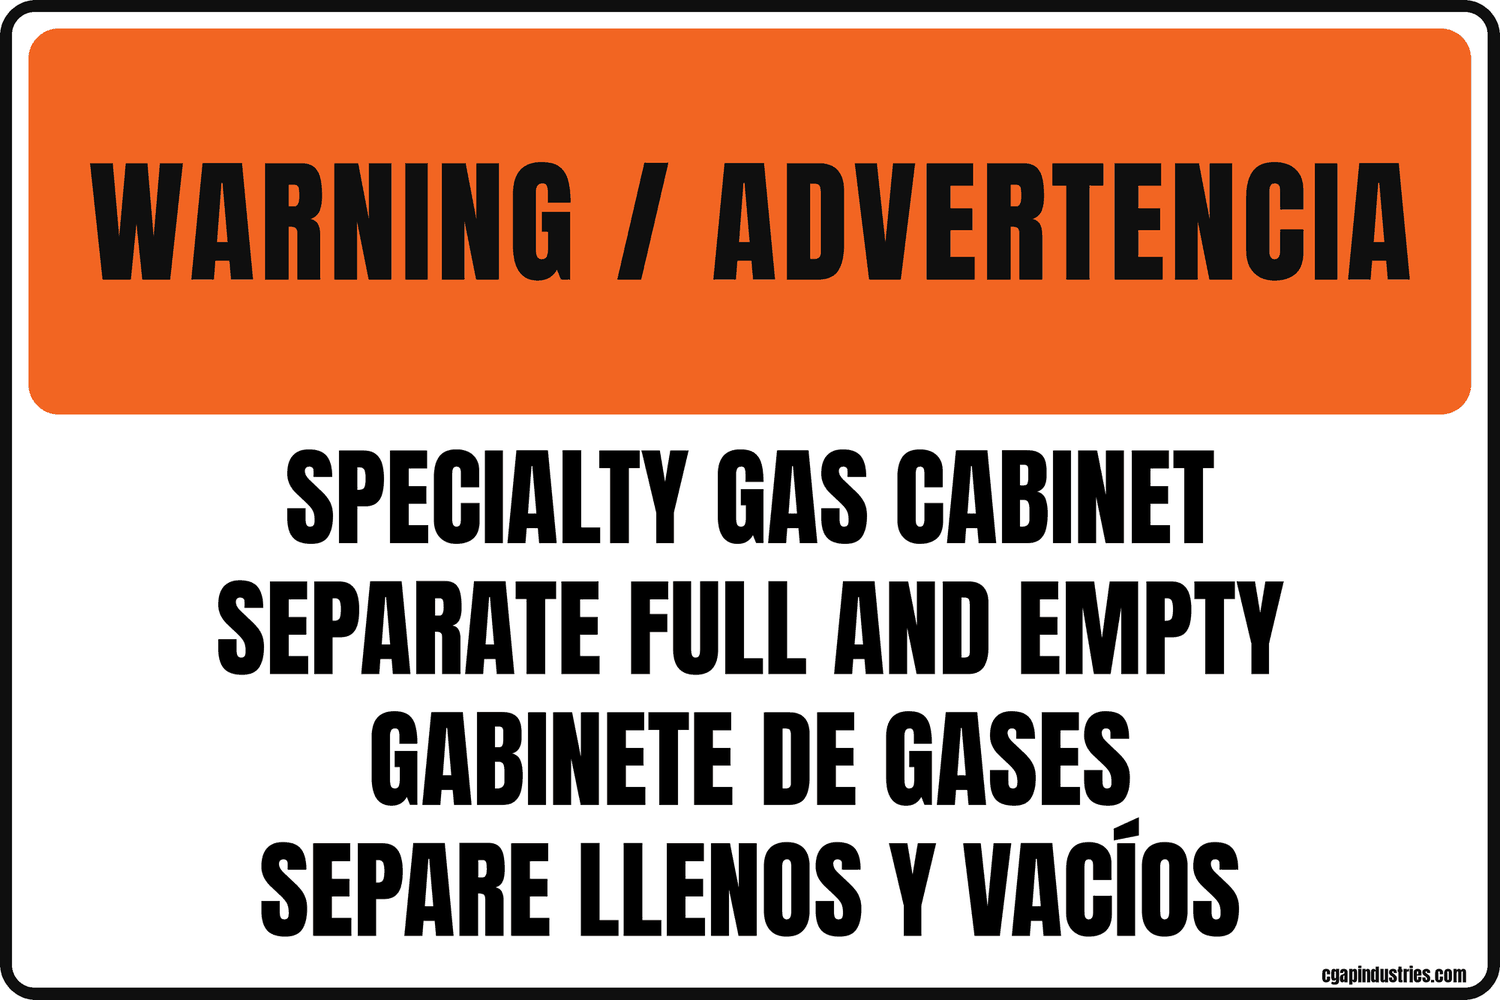 WARNING / ADVERTENCIA
SPECIALTY GAS CABINET
SEPARATE FULL AND EMPTY
GABINETE DE GASES
SEPARE LLENOS Y VACÍOS
cgapindustries.com